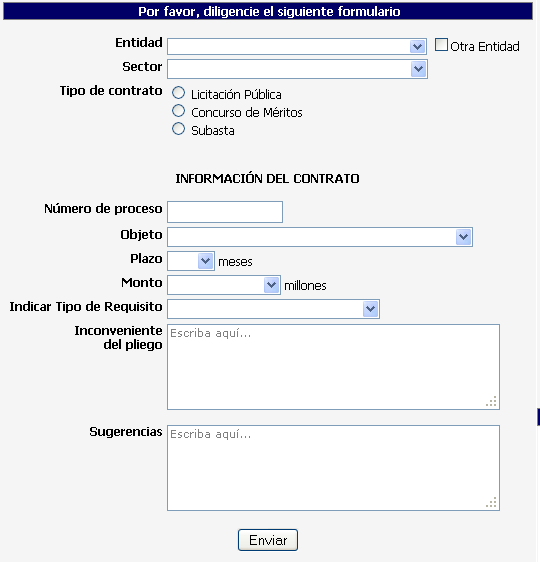 Por favor, diligencie el siguiente formulario
Entidad Otra Entidad
Sector
Tipo de contrato Licitación Pública
Concurso de Méritos
Subasta
INFORMACIÓN DEL CONTRATO
Número de proceso
Objeto
Plazo meses
Monto millones
Indicar Tipo de Requisito
Inconveniente Escriba aquí...
del pliego
Sugerencias Escriba aquí...
Enviar